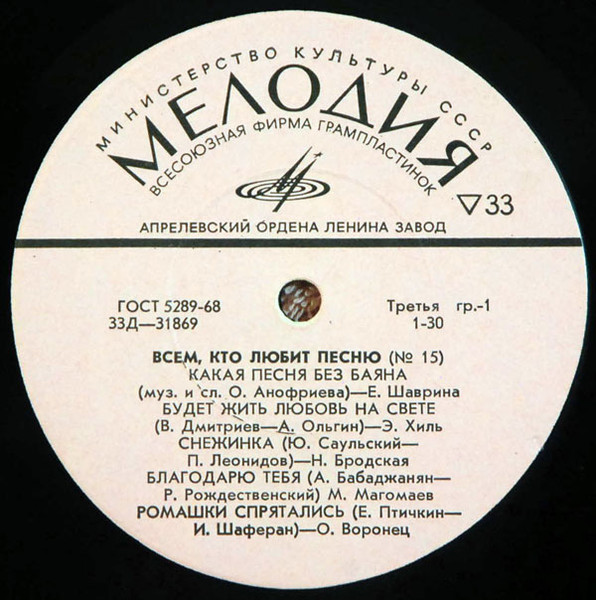 МИНИСТЕРСТВО КУЛЬТУРЫ СССР
МЕЛОДИЯ
ВСЕСОЮЗНАЯ ФИРМА ГРАМПЛАСТИНОК
33
АПРЕЛЕВСКИЙ ОРДЕНА ЛЕНИНА ЗАВОД
ГОСТ 5289-68 Третья гр.-1
33Д—31869 1-30
ВСЕМ, КТО ЛЮБИТ ПЕСНЮ (№ 15)
КАКАЯ ПЕСНЯ БЕЗ БАЯНА
(муз. и сл. О. Анофриева)—Е. Шаврина
БУДЕТ ЖИТЬ ЛЮБОВЬ НА СВЕТЕ
(В. Дмитриев—А. Ольгин)—Э. Хиль
СНЕЖИНКА (Ю. Саульский—
П. Леонидов)—Н. Бродская
БЛАГОДАРЮ ТЕБЯ (А. Бабаджанян—
Р. Рождественский) М. Магомаев
РОМАШКИ СПРЯТАЛИСЬ (Е. Птичкин—
И. Шаферан)—О. Воронец